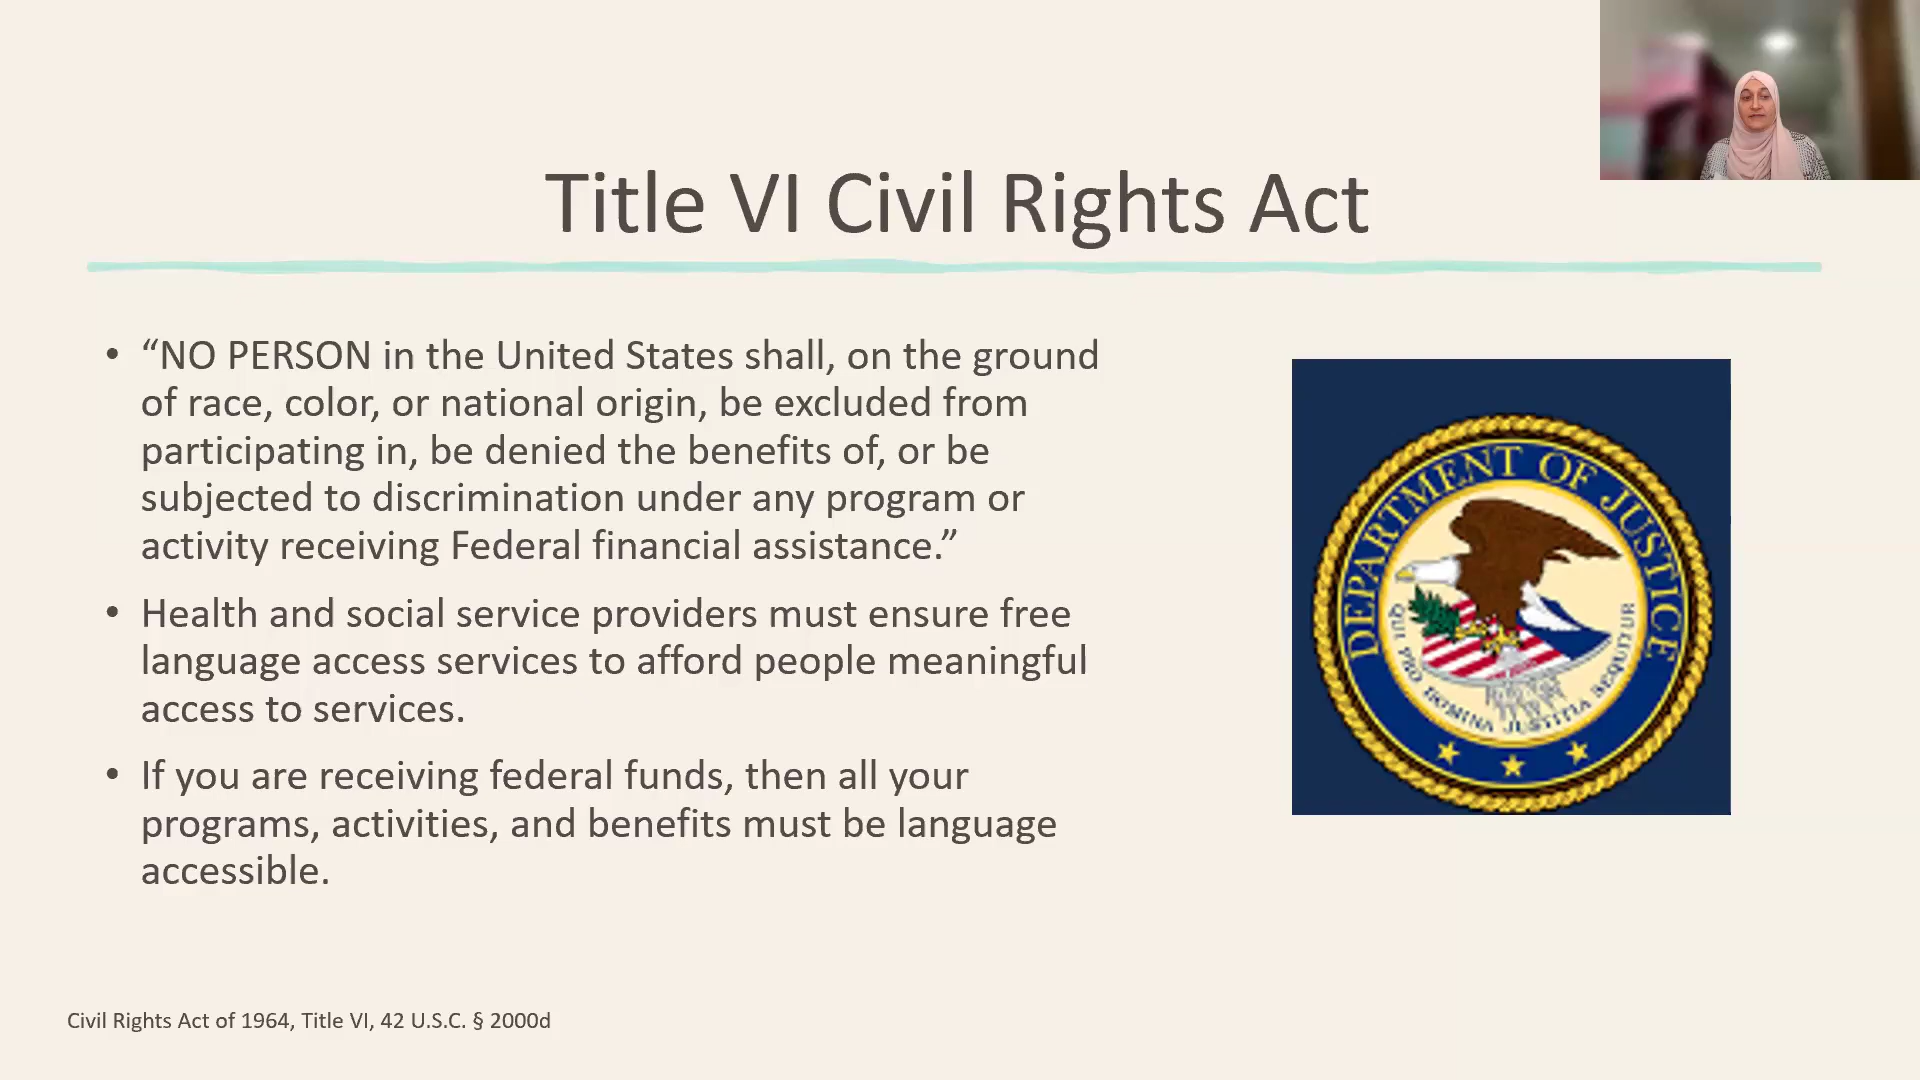 Title VI Civil Rights Act
• “NO PERSON in the United States shall, on the ground
of race, color, or national origin, be excluded from
participating in, be denied the benefits of, or be
subjected to discrimination under any program or
activity receiving Federal financial assistance.”
• Health and social service providers must ensure free
language access services to afford people meaningful
access to services.
• If you are receiving federal funds, then all your
programs, activities, and benefits must be language
accessible.
DEPARTMENT OF JUSTICE
QUI PRO DOMINA JUSTITIA SEQUITUR
Civil Rights Act of 1964, Title VI, 42 U.S.C. § 2000d